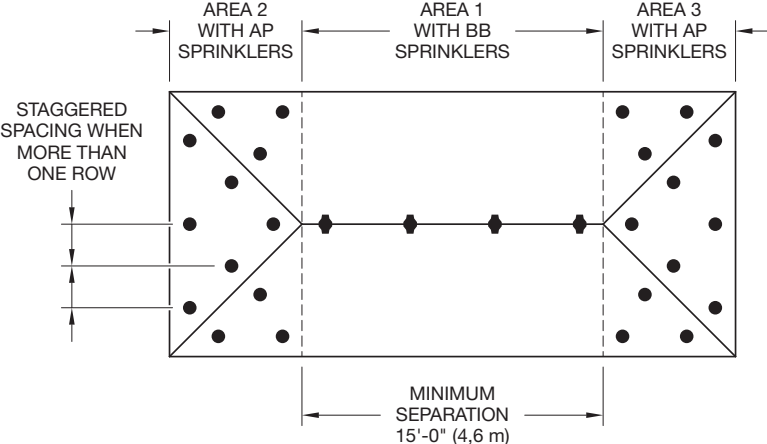 AREA 2
WITH AP
SPRINKLERS
AREA 1
WITH BB
SPRINKLERS
AREA 3
WITH AP
SPRINKLERS
STAGGERED
SPACING WHEN
MORE THAN
ONE ROW
MINIMUM
SEPARATION
15'-0" (4,6 m)